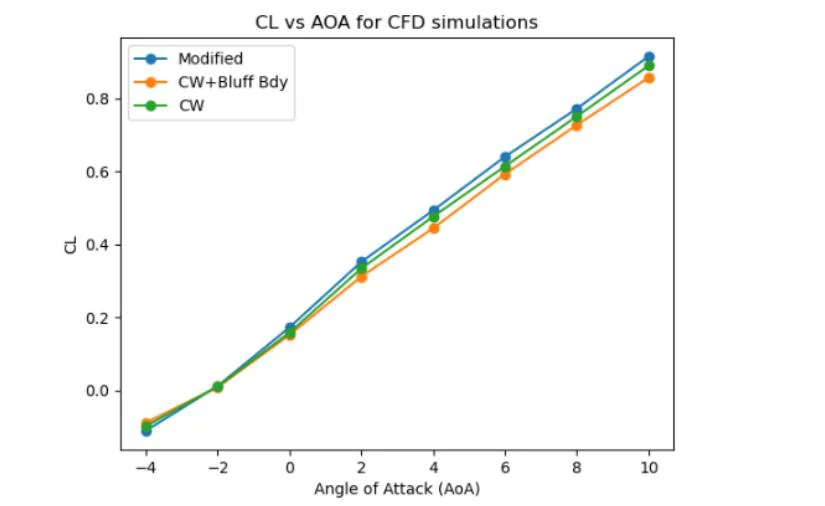 CL vs AOA for CFD simulations
Modified
CW+Bluff Bdy
CW
0.8
0.6
0.4
0.2
0.0
CL
−4 −2 0 2 4 6 8 10
Angle of Attack (AoA)